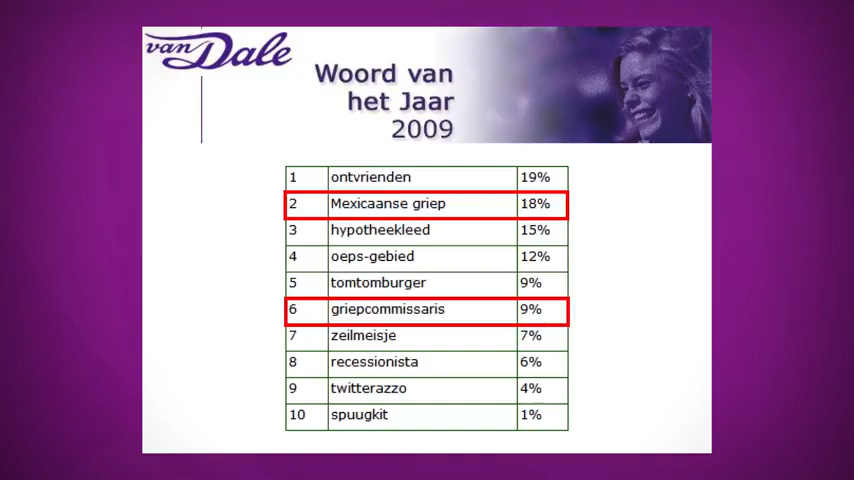 van Dale
Woord van
het Jaar
2009
1 ontvrienden 19%
2 Mexicaanse griep 18%
3 hypotheekleed 15%
4 oeps-gebied 12%
5 tomtomburger 9%
6 griepcommissaris 9%
7 zeilmeisje 7%
8 recessionista 6%
9 twitterazzo 4%
10 spuugkit 1%